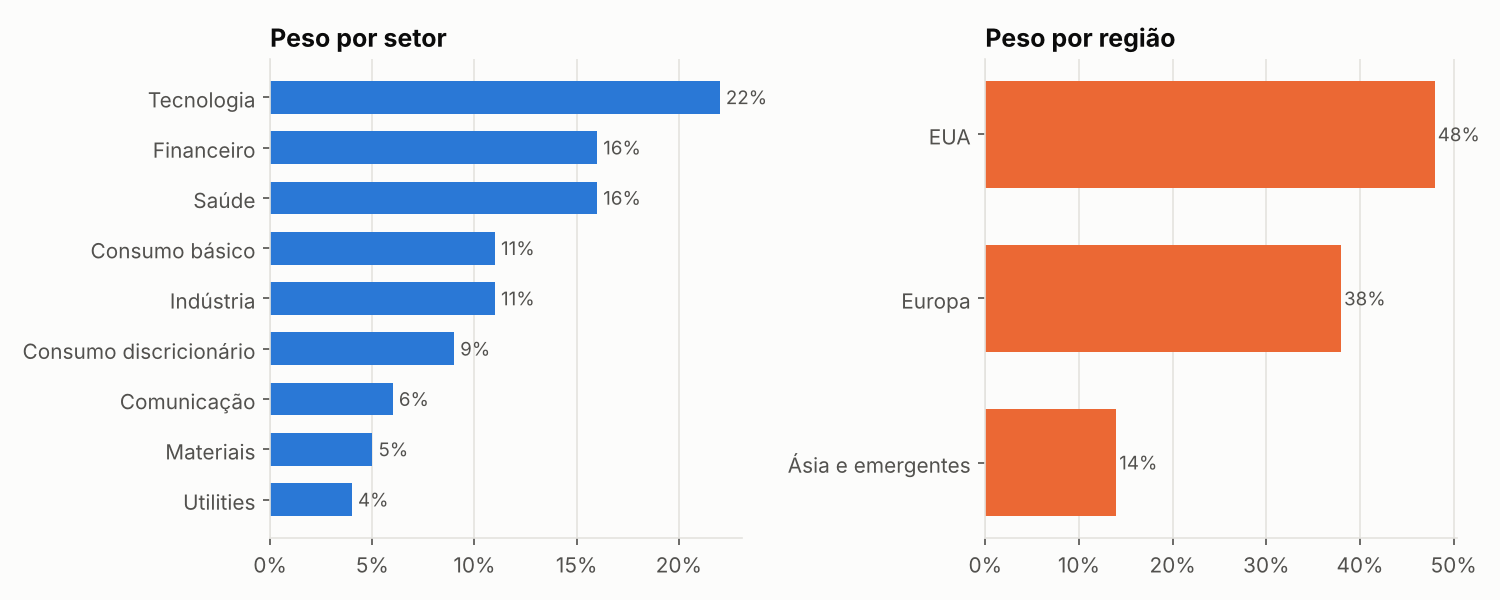 Peso por setor
Tecnologia 22%
Financeiro 16%
Saúde 16%
Consumo básico 11%
Indústria 11%
Consumo discricionário 9%
Comunicação 6%
Materiais 5%
Utilities 4%
0% 5% 10% 15% 20%
Peso por região
EUA 48%
Europa 38%
Ásia e emergentes 14%
0% 10% 20% 30% 40% 50%